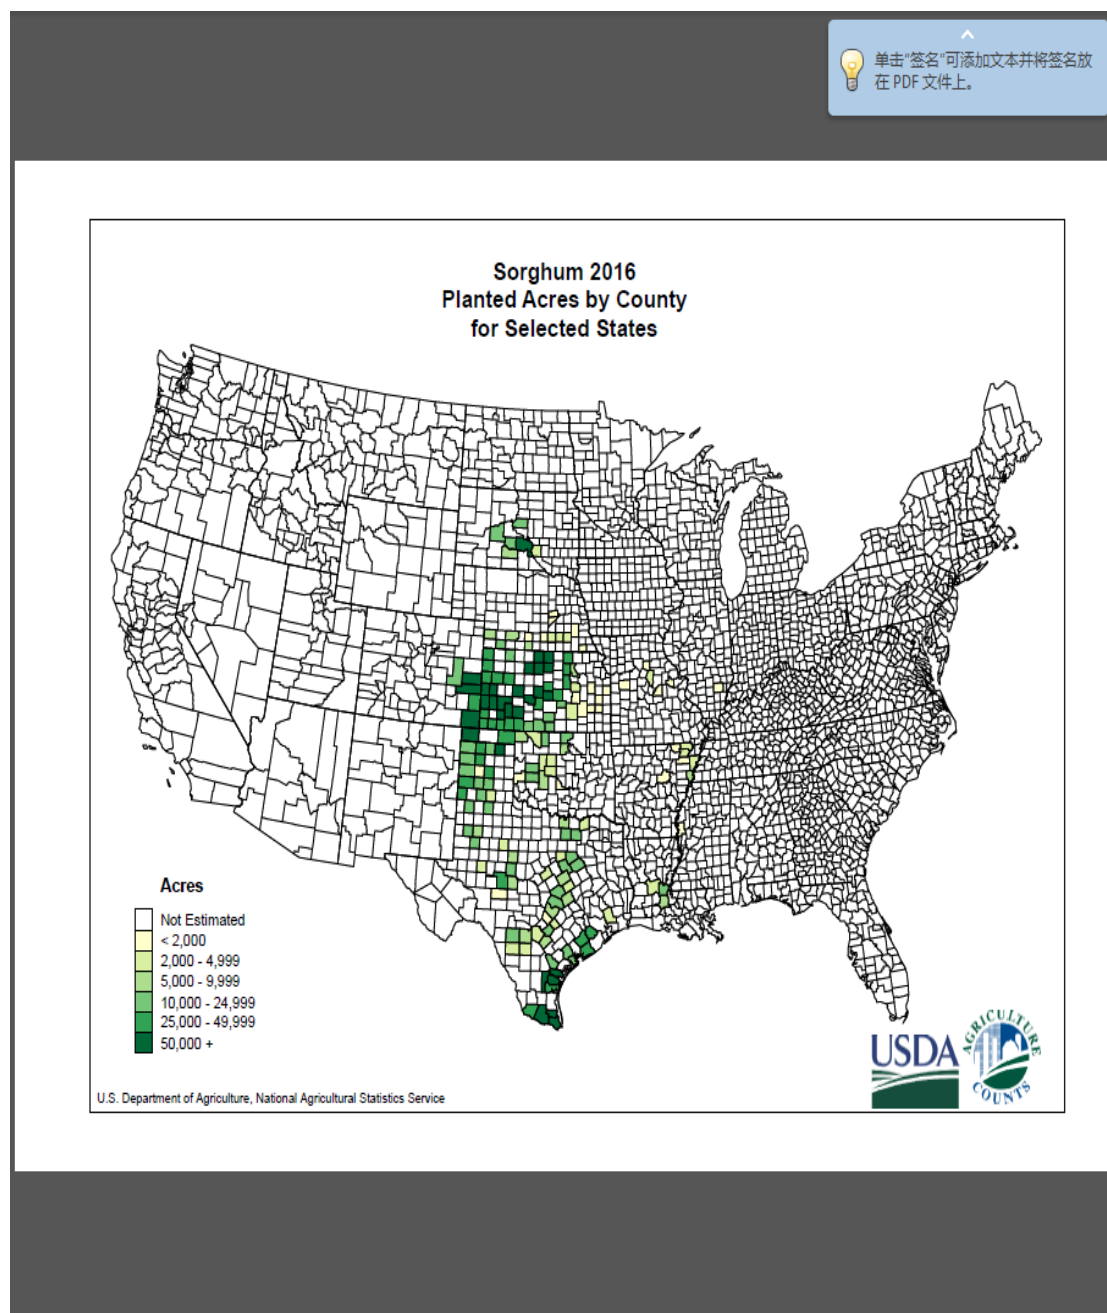 单击“签名”可添加文本并将签名放
在 PDF 文件上。
Sorghum 2016
Planted Acres by County
for Selected States
Acres
Not Estimated
< 2,000
2,000 - 4,999
5,000 - 9,999
10,000 - 24,999
25,000 - 49,999
50,000 +
USDA
AGRICULTURE
COUNTS
U.S. Department of Agriculture, National Agricultural Statistics Service